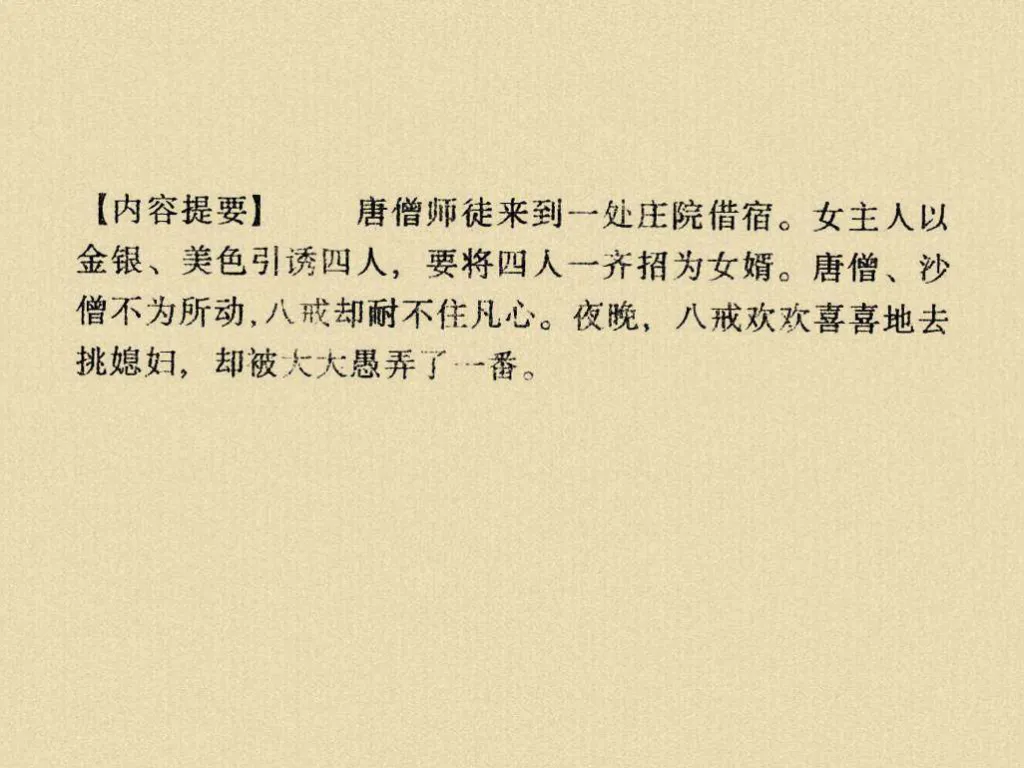 【内容提要】 唐僧师徒来到一处庄院借宿。女主人以
金银、美色引诱四人，要将四人一齐招为女婿。唐僧、沙
僧不为所动,八戒却耐不住凡心。夜晚，八戒欢欢喜喜地去
挑媳妇，却被大大愚弄了一番。